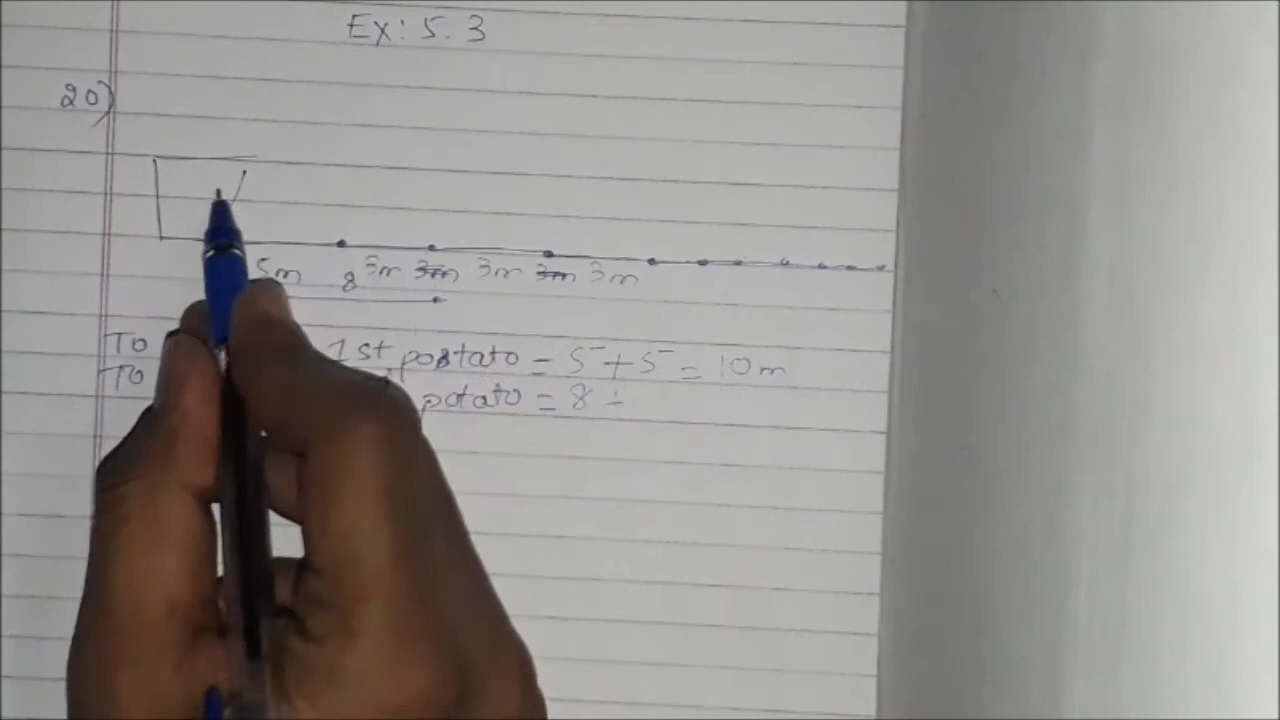 Ex: 5.3
20)
5m 8 3m 3m 3m 3m 3m
To 1st postato = 5 + 5 = 10m
To potato = 8 +